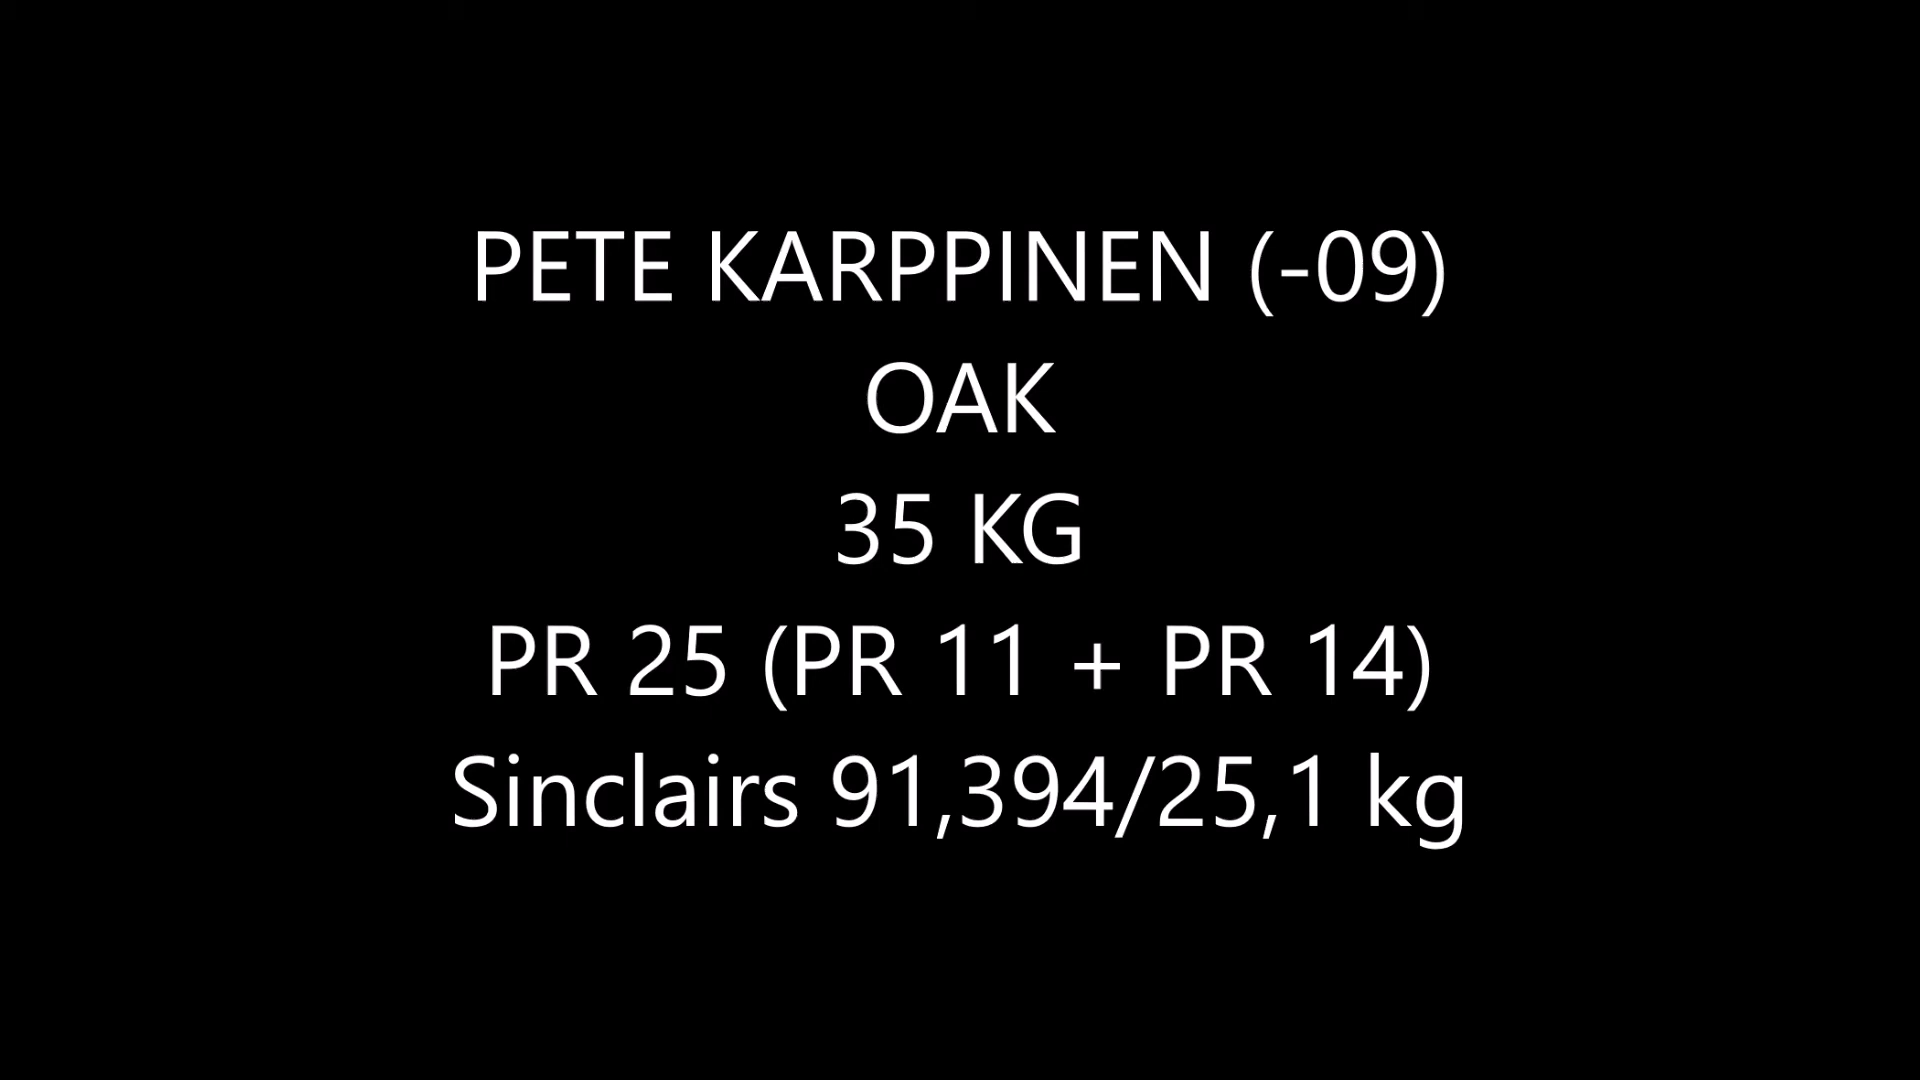 PETE KARPPINEN (-09)
OAK
35 KG
PR 25 (PR 11 + PR 14)
Sinclairs 91,394/25,1 kg